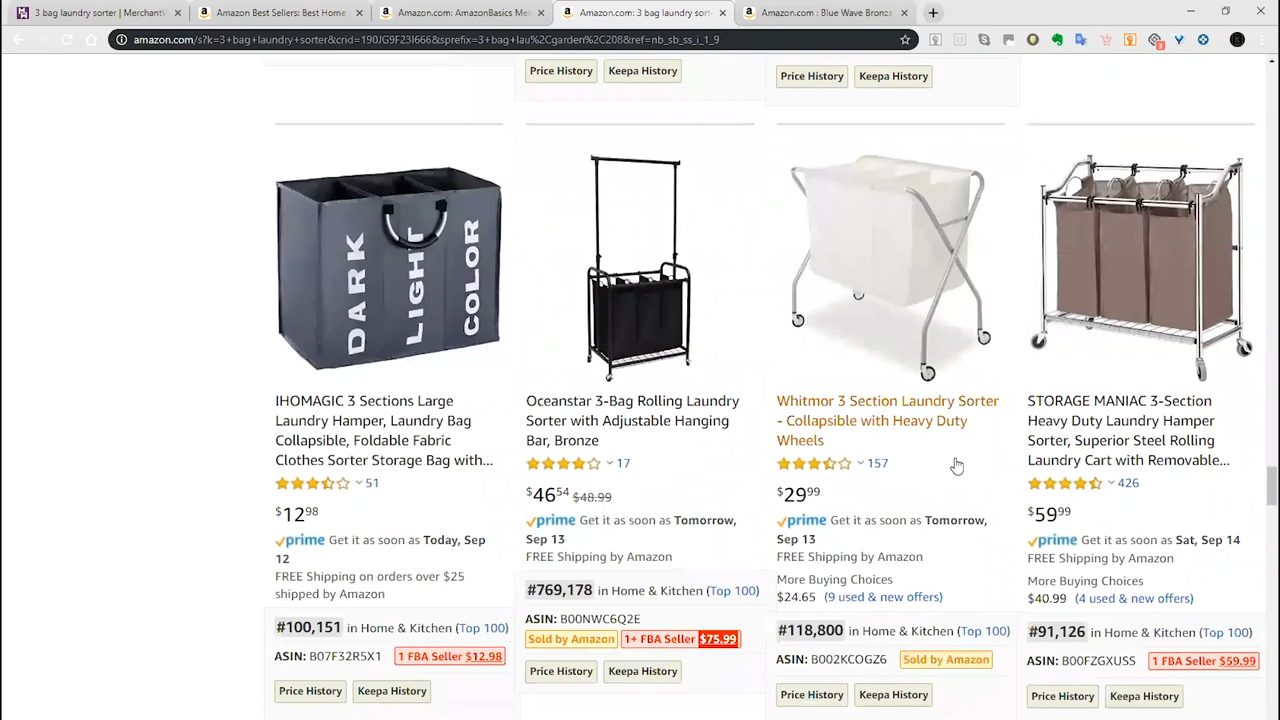 3 bag laundry sorter | MerchantW
Amazon Best Sellers: Best Home
Amazon.com: AmazonBasics Me
Amazon.com: 3 bag laundry sort
Amazon.com : Blue Wave Bronze
amazon.com/s?k=3+bag+laundry+sorter&crid=190JG9F23I666&sprefix=3+bag+lau%2Cgarden%2C208&ref=nb_sb_ss_i_1_9
Price History
Keepa History
Price History
Keepa History
DARK
LIGHT
COLOR
IHOMAGIC 3 Sections Large
Laundry Hamper, Laundry Bag
Collapsible, Foldable Fabric
Clothes Sorter Storage Bag with...
51
$12 98
prime Get it as soon as Today, Sep
12
FREE Shipping on orders over $25
shipped by Amazon
#100,151 in Home & Kitchen (Top 100)
ASIN: B07F32R5X1 1 FBA Seller $12.98
Price History
Keepa History
Oceanstar 3-Bag Rolling Laundry
Sorter with Adjustable Hanging
Bar, Bronze
17
$46 54 $48.99
prime Get it as soon as Tomorrow,
Sep 13
FREE Shipping by Amazon
#769,178 in Home & Kitchen (Top 100)
ASIN: B00NWC6Q2E
Sold by Amazon 1+ FBA Seller $75.99
Price History
Keepa History
Whitmor 3 Section Laundry Sorter
- Collapsible with Heavy Duty
Wheels
157
$29 99
prime Get it as soon as Tomorrow,
Sep 13
FREE Shipping by Amazon
More Buying Choices
$24.65 (9 used & new offers)
#118,800 in Home & Kitchen (Top 100)
ASIN: B002KCOGZ6 Sold by Amazon
Price History
Keepa History
STORAGE MANIAC 3-Section
Heavy Duty Laundry Hamper
Sorter, Superior Steel Rolling
Laundry Cart with Removable...
426
$59 99
prime Get it as soon as Sat, Sep 14
FREE Shipping by Amazon
More Buying Choices
$40.99 (4 used & new offers)
#91,126 in Home & Kitchen (Top 100)
ASIN: B00FZGXUSS 1 FBA Seller $59.99
Price History
Keepa History